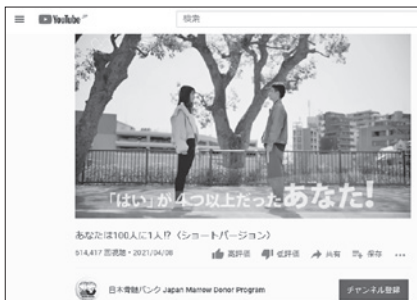 YouTube JP
検索
「はい」が4つ以上だったあなた!
あなたは100人に1人!?〈ショートバージョン〉
514,417 回視聴・2021/04/08 高評価 低評価 共有 保存 …
日本骨髄バンク Japan Marrow Donor Program チャンネル登録